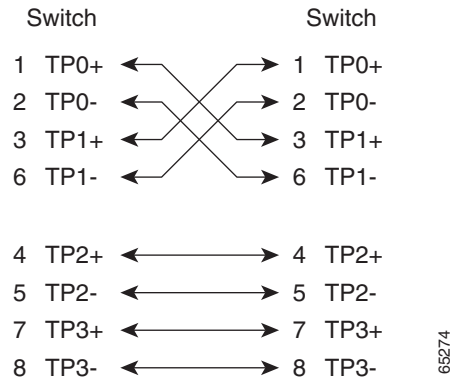 Switch Switch
1 TP0+ 1 TP0+
2 TP0- 2 TP0-
3 TP1+ 3 TP1+
6 TP1- 6 TP1-
4 TP2+ 4 TP2+
5 TP2- 5 TP2-
7 TP3+ 7 TP3+
8 TP3- 8 TP3-
65274